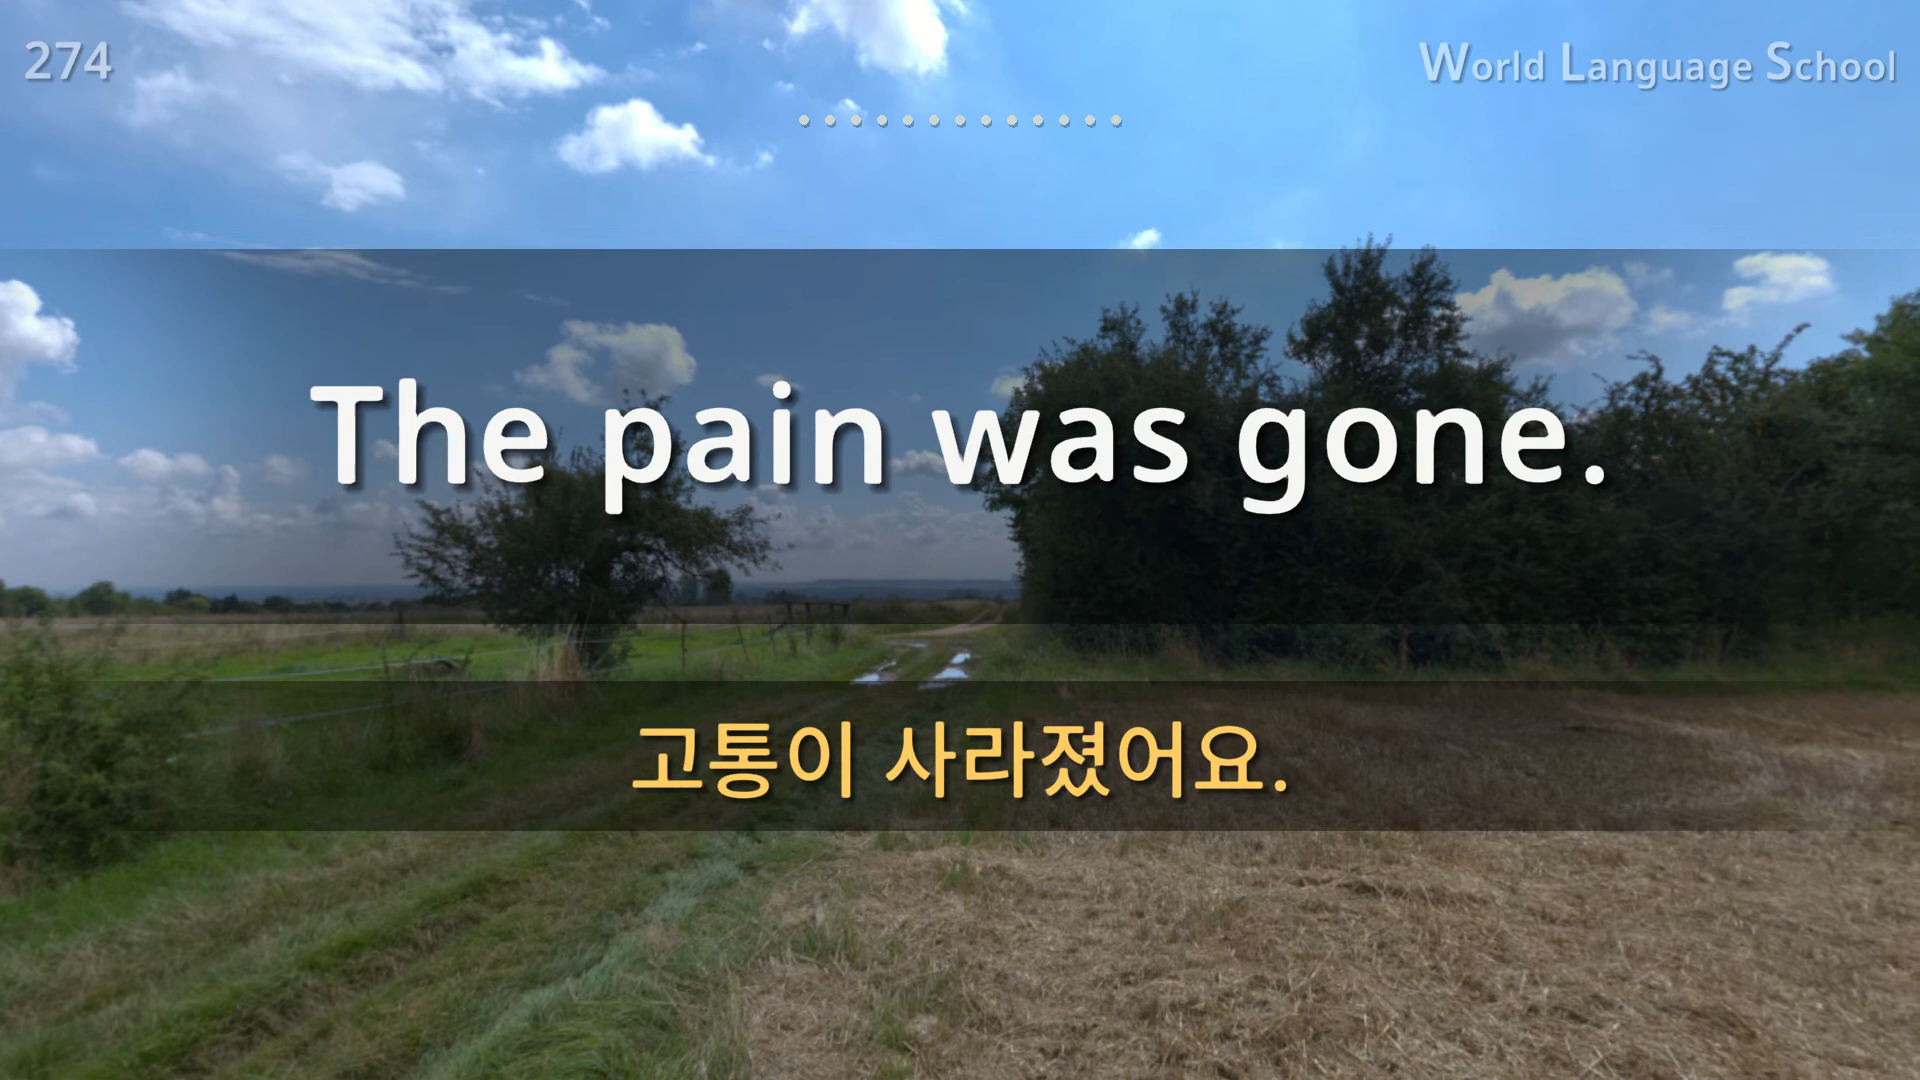 274
World Language School
The pain was gone.
고통이 사라졌어요.